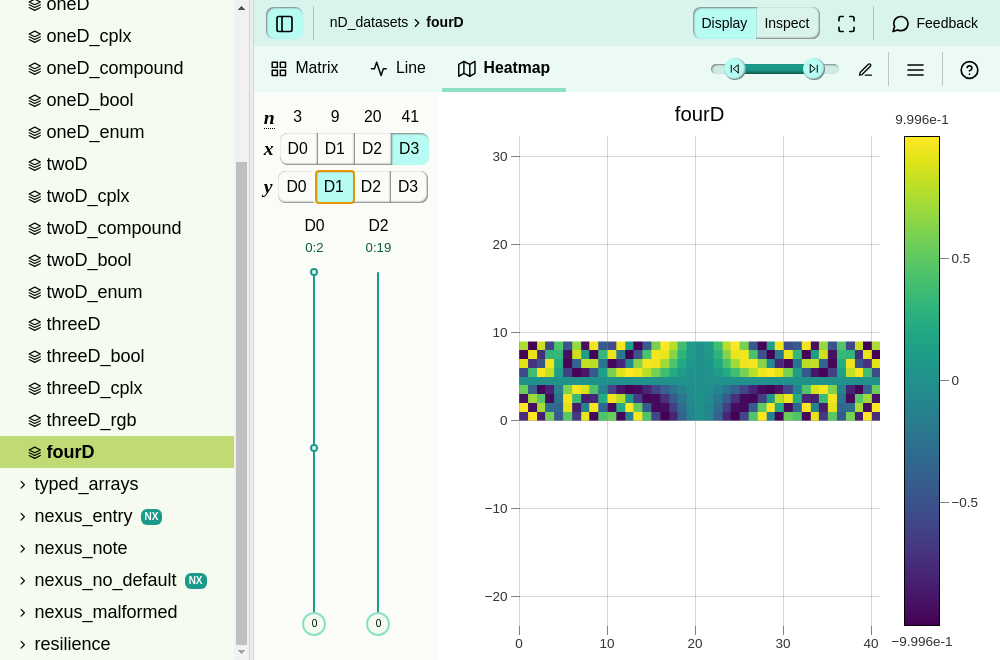 oneD
oneD_cplx
oneD_compound
oneD_bool
oneD_enum
twoD
twoD_cplx
twoD_compound
twoD_bool
twoD_enum
threeD
threeD_bool
threeD_cplx
threeD_rgb
fourD
typed_arrays
nexus_entry NX
nexus_note
nexus_no_default NX
nexus_malformed
resilience
nD_datasets › fourD
Display Inspect
Feedback
Matrix Line Heatmap
n 3 9 20 41
x D0 D1 D2 D3
y D0 D1 D2 D3
D0 D2
0:2 0:19
0 0
fourD
30
20
10
0
−10
−20
0 10 20 30 40
9.996e-1
0.5
0
−0.5
−9.996e-1